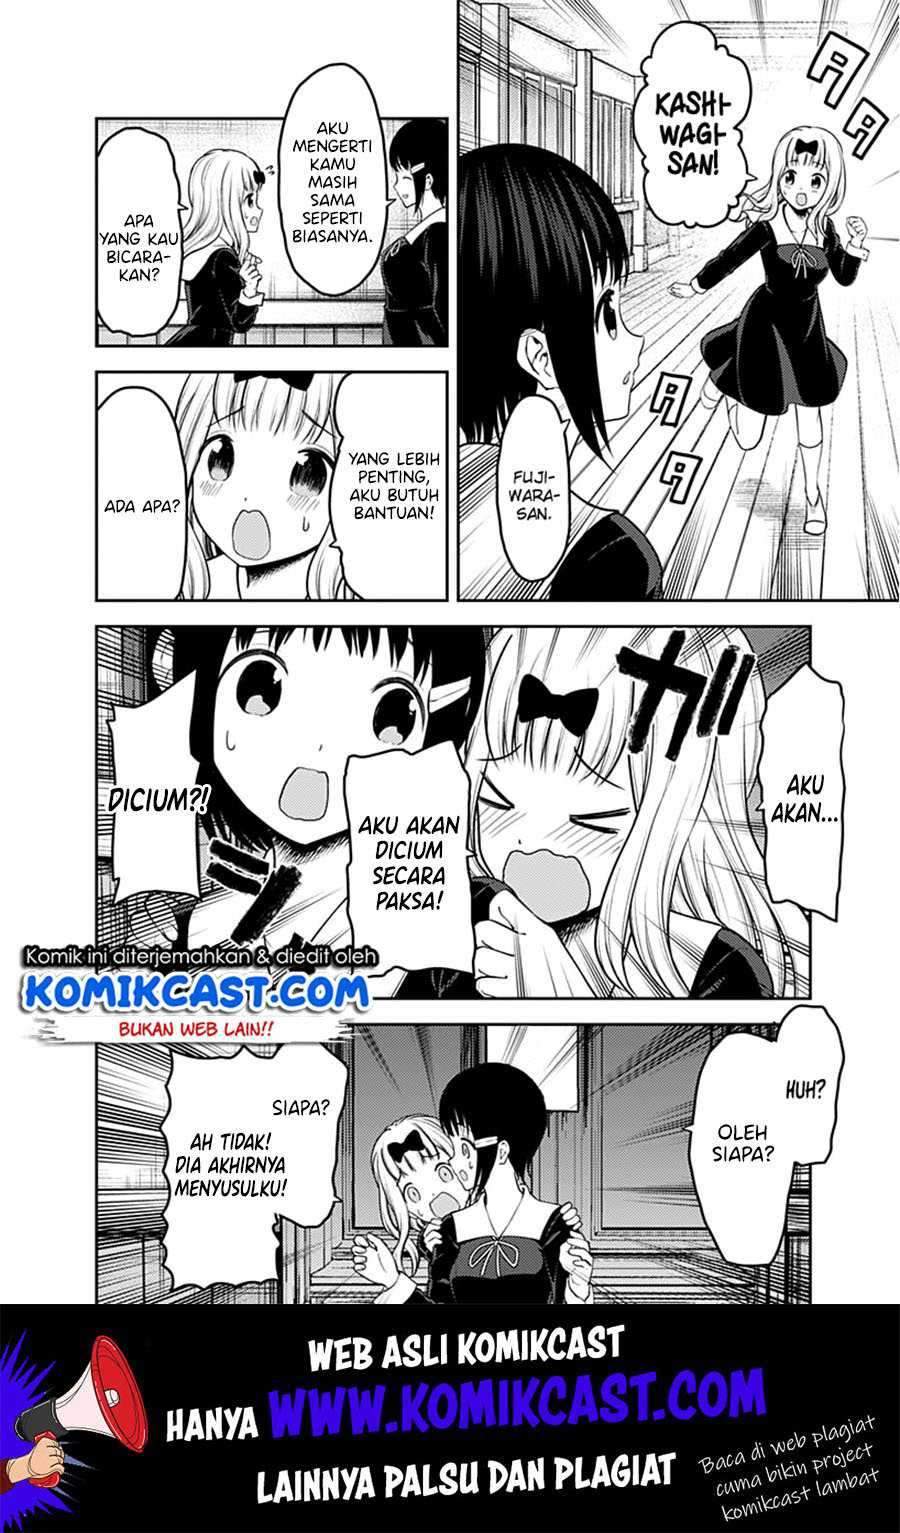 KASHI-
WAGI-
SAN!
FUJI-
WARA-
SAN.
AKU
MENGERTI
KAMU
MASIH
SAMA
SEPERTI
BIASANYA.
APA
YANG KAU
BICARA-
KAN?
YANG LEBIH
PENTING,
AKU BUTUH
BANTUAN!
ADA APA?
AKU
AKAN...
ガバ
AKU AKAN
DICIUM
SECARA
PAKSA!
DICIUM?!
Komik ini diterjemahkan & diedit oleh
KOMIKCAST.COM
BUKAN WEB LAIN!!
HUH?
OLEH
SIAPA?
SIAPA?
AH TIDAK!
DIA AKHIRNYA
MENYUSULKU!
WEB ASLI KOMIKCAST
HANYA WWW.KOMIKCAST.COM
LAINNYA PALSU DAN PLAGIAT
Baca di web plagiat
cuma bikin project
komikcast lambat